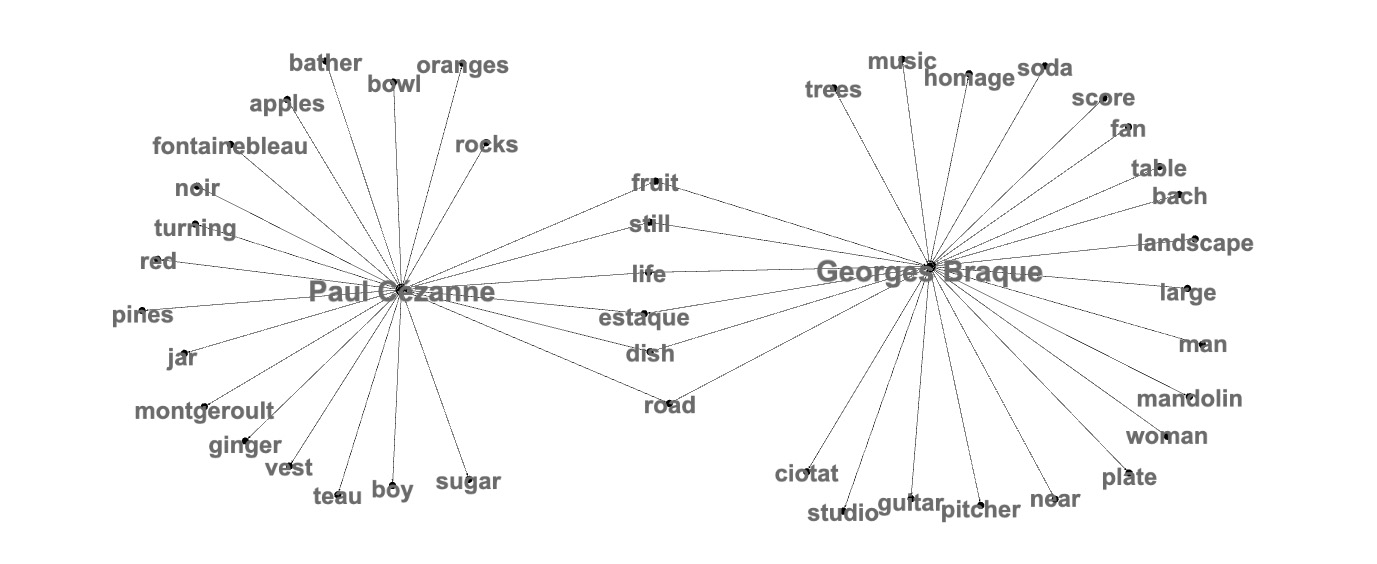 bather
bowl
oranges
apples
fontainebleau
rocks
noir
turning
red
pines
jar
montgeroult
ginger
vest
teau
boy
sugar
Paul Cezanne
fruit
still
life
estaque
dish
road
Georges Braque
trees
music
homage
soda
score
fan
table
bach
landscape
large
man
mandolin
woman
plate
near
pitcher
guitar
studio
ciotat